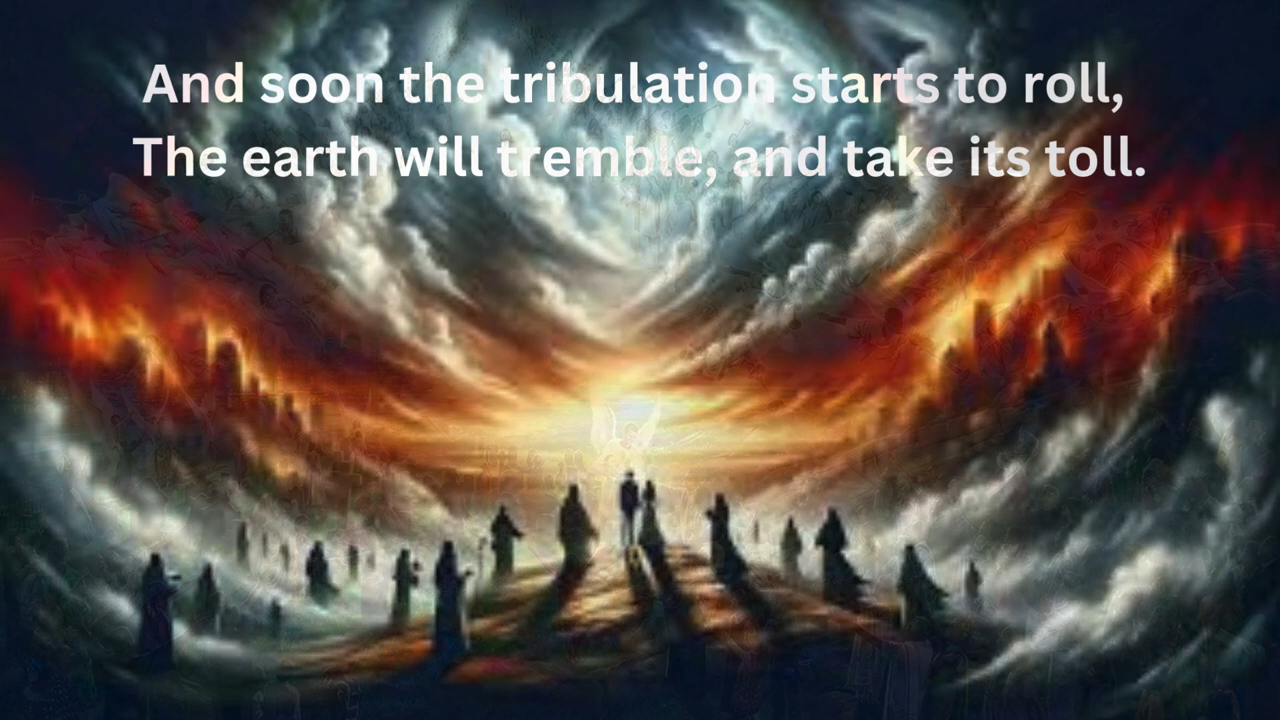 And soon the tribulation starts to roll,
The earth will tremble, and take its toll.